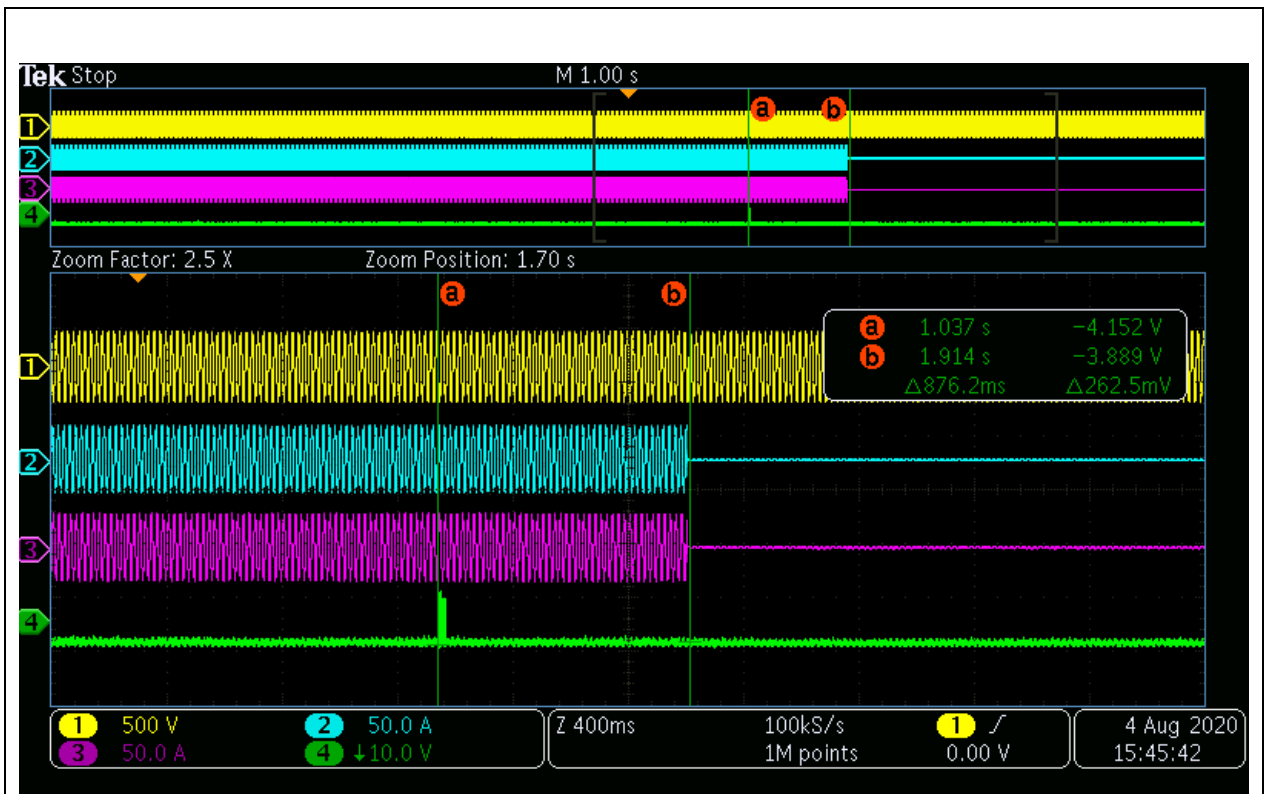 Tek Stop M 1.00 s
a b
1
2
3
4
Zoom Factor: 2.5 X Zoom Position: 1.70 s
a b
a 1.037 s -4.152 V
b 1.914 s -3.889 V
△876.2ms △262.5mV
1
2
3
4
1 500 V 2 50.0 A Z 400ms 100kS/s 1 / 4 Aug 2020
3 50.0 A 4 ↓10.0 V 1M points 0.00 V 15:45:42